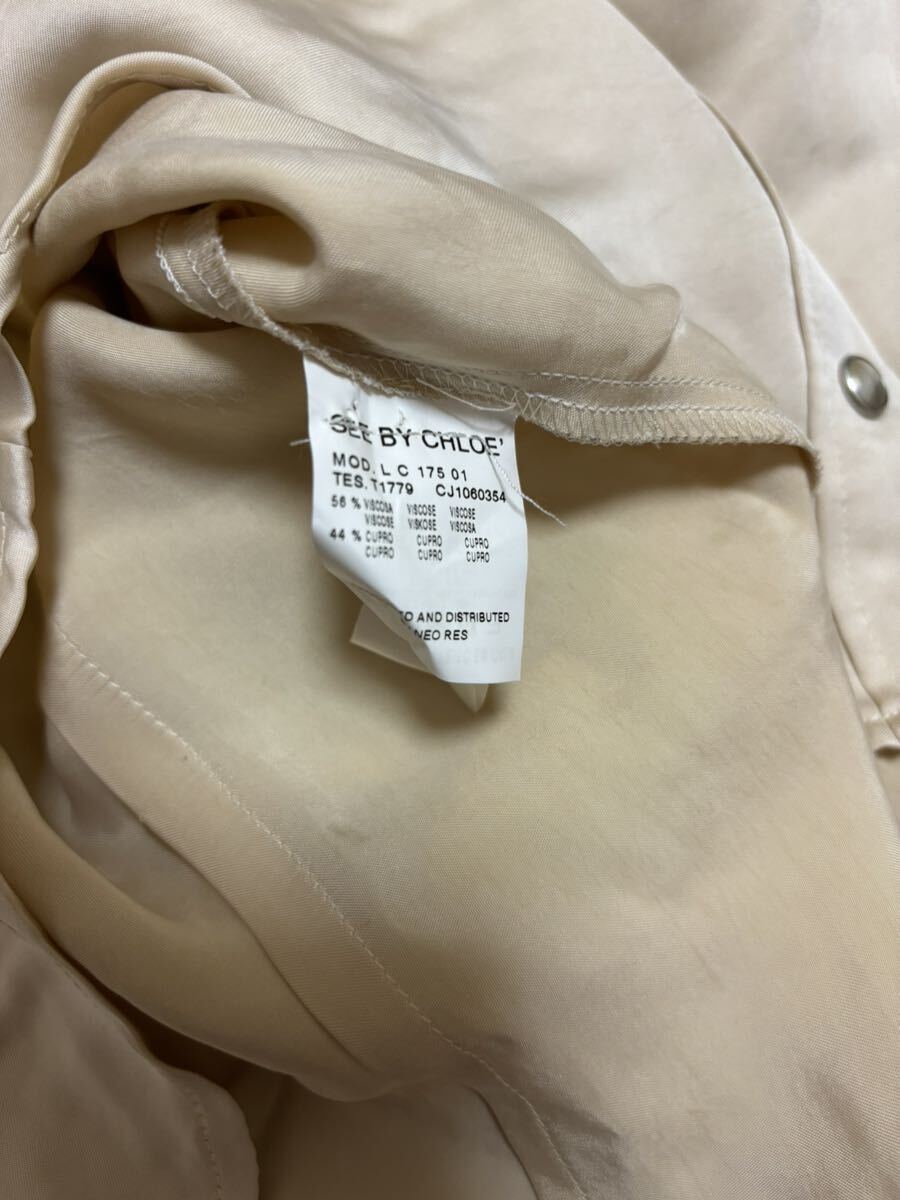 SEE BY CHLOE'
MOD. L C 175 01
TES. T1779 CJ1060354
56 % VISCOSA VISCOSE VISCOSE
VISCOSE VISKOSE VISCOSA
44 % CUPRO CUPRO CUPRO
CUPRO CUPRO CUPRO
AND DISTRIBUTED
NEO RES